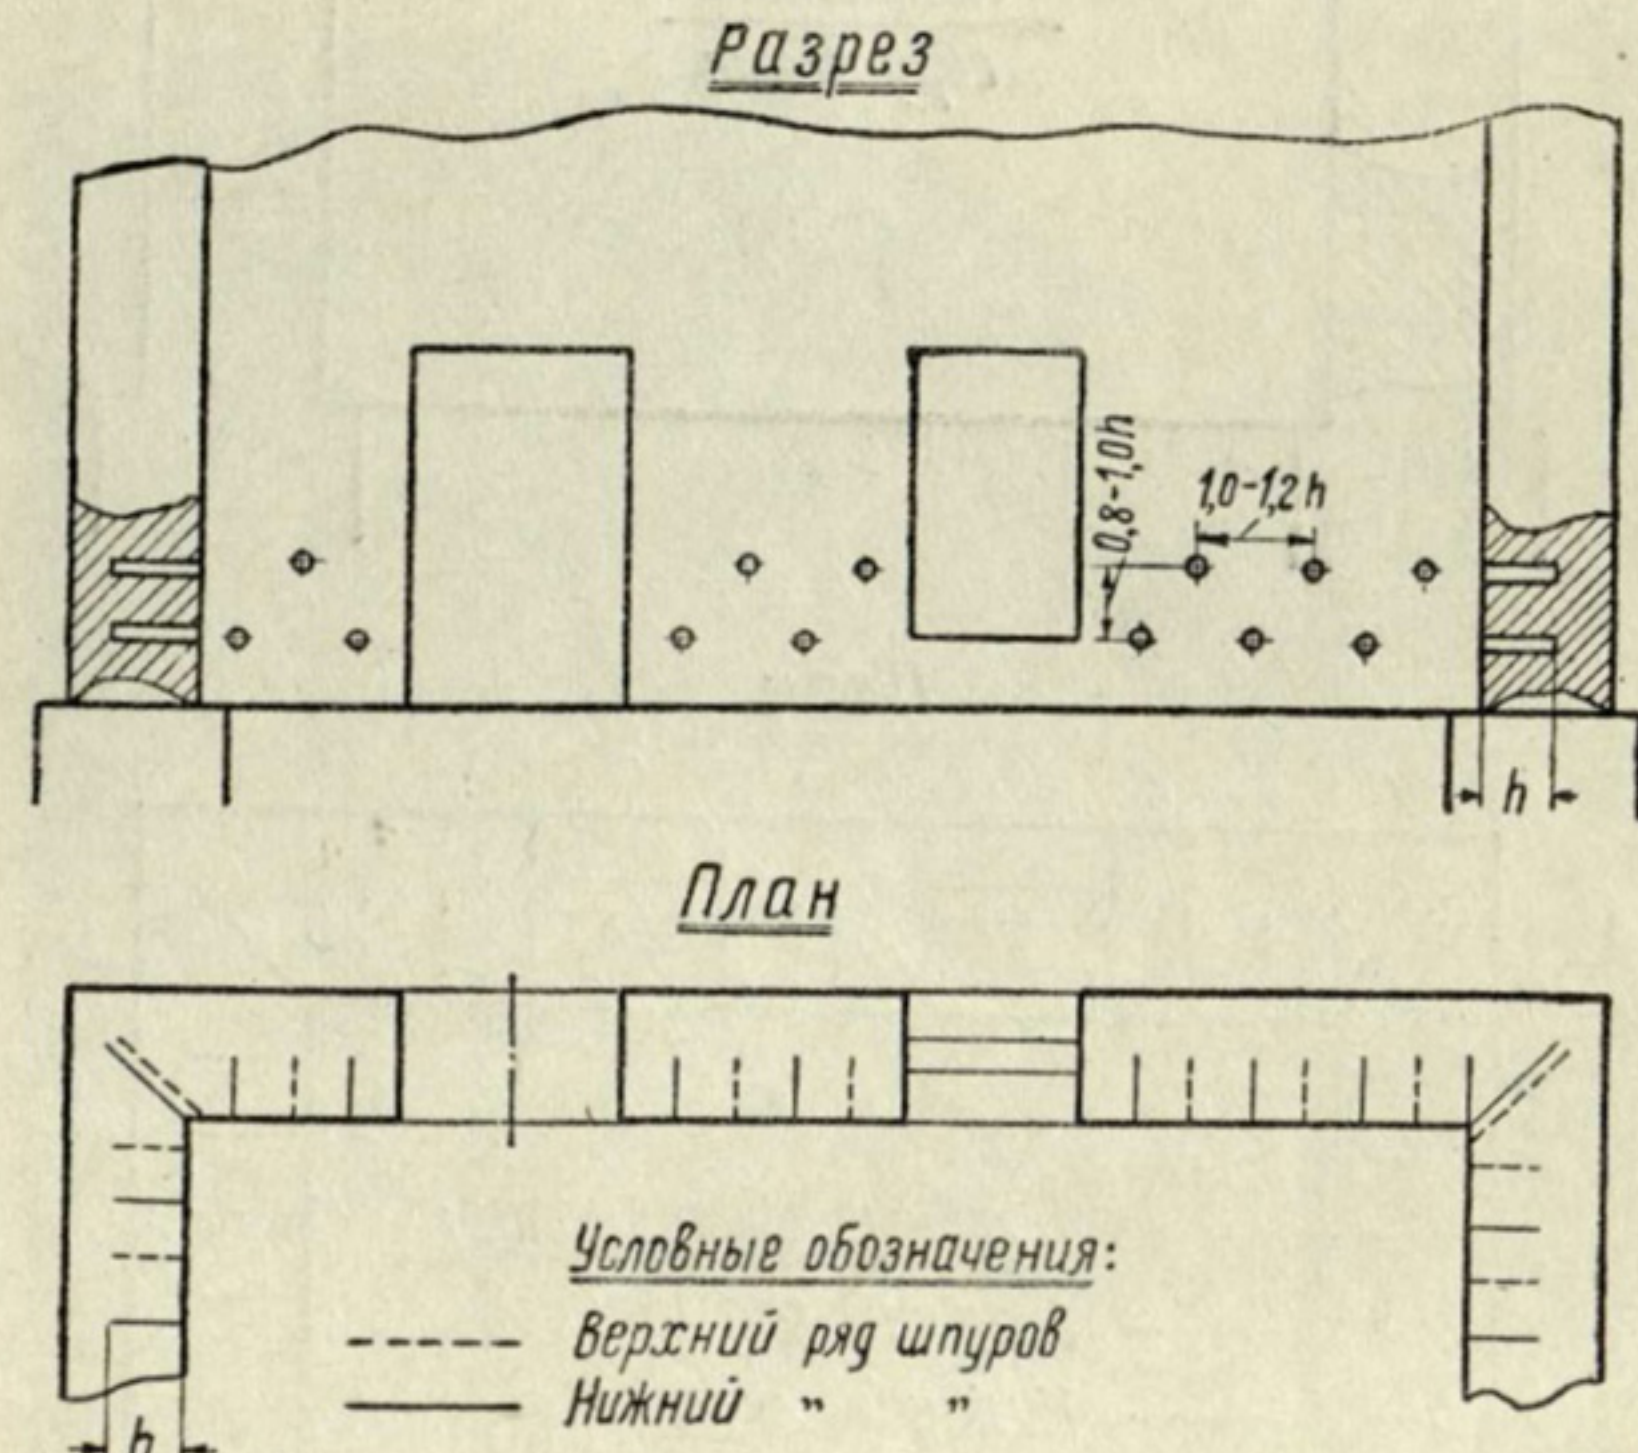 Разрез
0,8-1,0h
1,0-1,2h
h
План
Условные обозначения:
Верхний ряд шпуров
Нижний " "
h